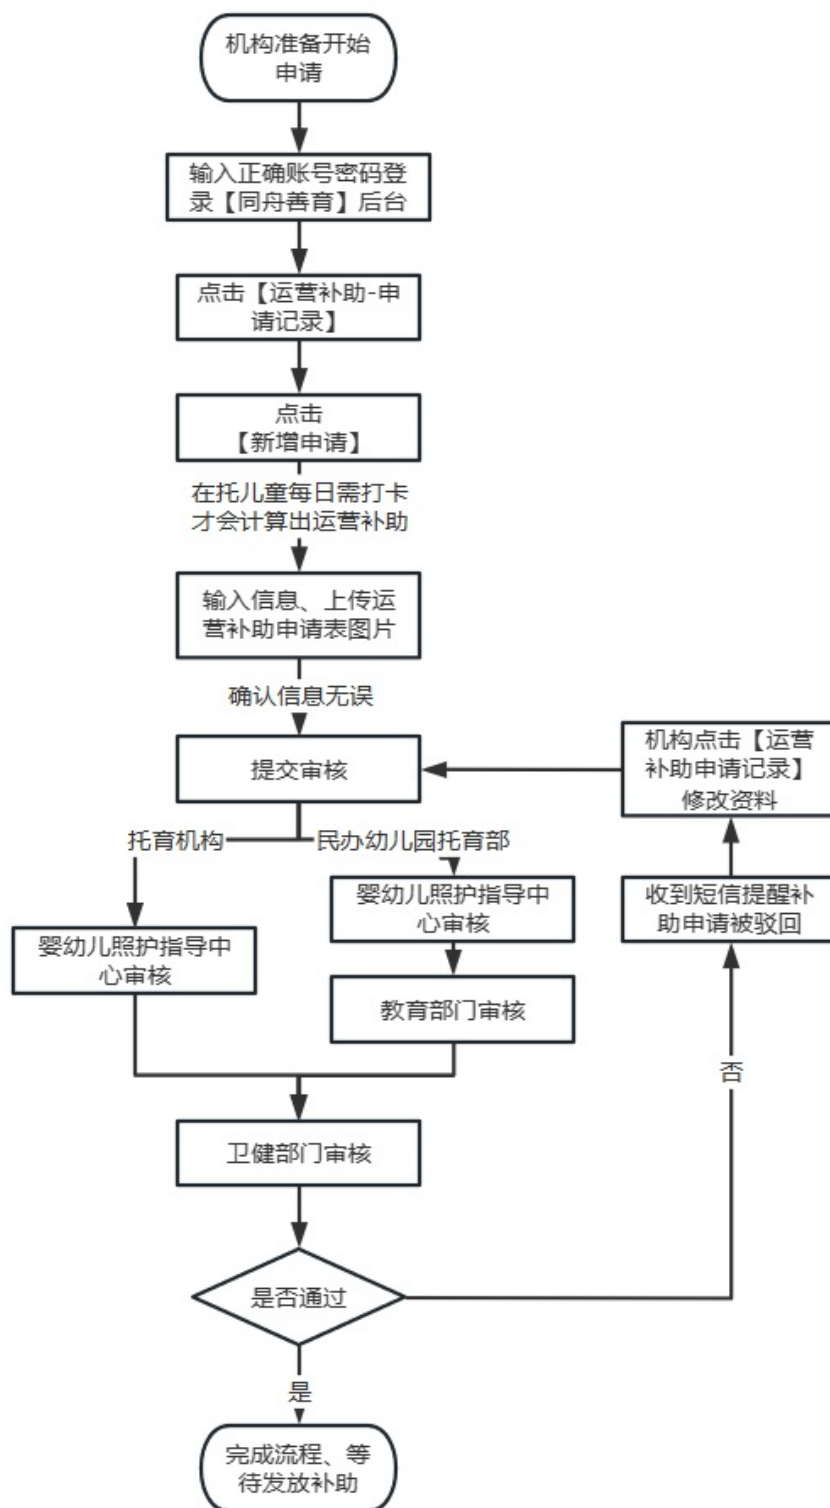 机构准备开始
申请
输入正确账号密码登
录【同舟善育】后台
点击【运营补助-申
请记录】
点击
【新增申请】
在托儿童每日需打卡
才会计算出运营补助
输入信息、上传运
营补助申请表图片
确认信息无误
提交审核
机构点击【运营
补助申请记录】
修改资料
托育机构
民办幼儿园托育部
婴幼儿照护指导中
心审核
收到短信提醒补
助申请被驳回
婴幼儿照护指导中
心审核
教育部门审核
否
卫健部门审核
是否通过
是
完成流程、等
待发放补助